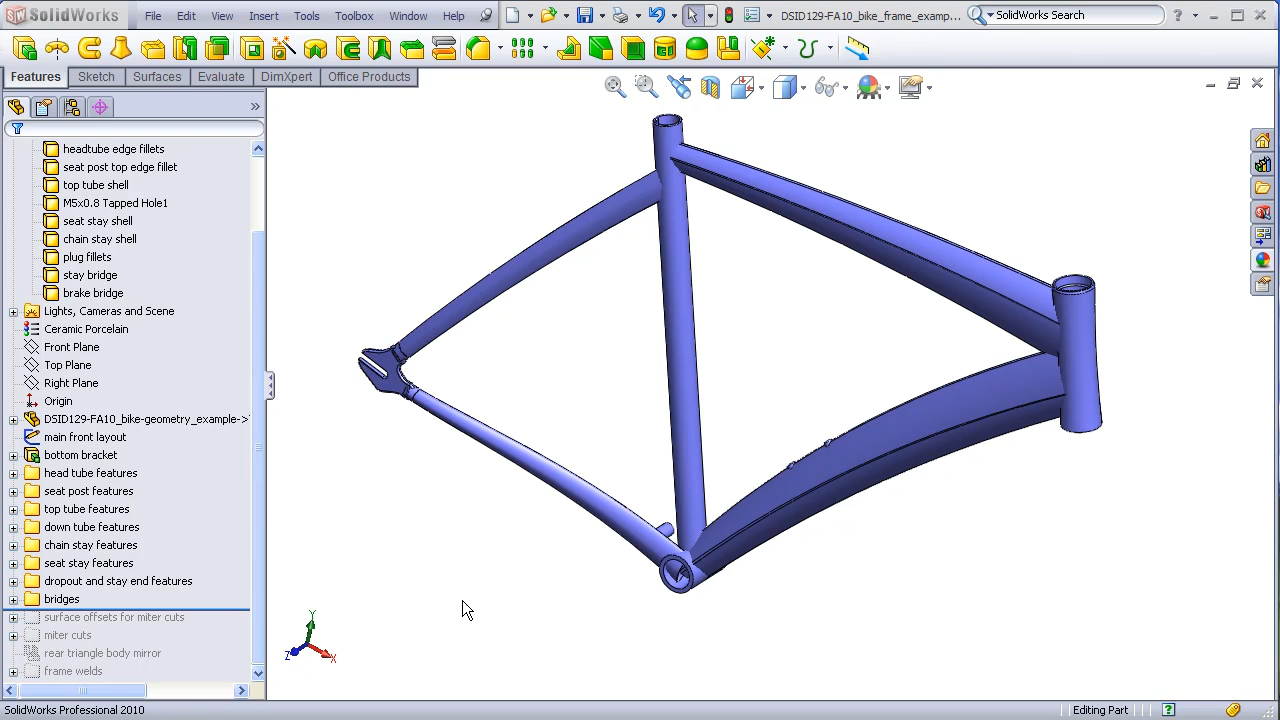 SolidWorks File Edit View Insert Tools Toolbox Window Help DSID129-FA10_bike_frame_examp... SolidWorks Search
Features Sketch Surfaces Evaluate DimXpert Office Products
headtube edge fillets
seat post top edge fillet
top tube shell
M5x0.8 Tapped Hole1
seat stay shell
chain stay shell
plug fillets
stay bridge
brake bridge
Lights, Cameras and Scene
Ceramic Porcelain
Front Plane
Top Plane
Right Plane
Origin
DSID129-FA10_bike-geometry_example->
main front layout
bottom bracket
head tube features
seat post features
top tube features
down tube features
chain stay features
seat stay features
dropout and stay end features
bridges
surface offsets for miter cuts
miter cuts
rear triangle body mirror
frame welds
Y
Z
X
SolidWorks Professional 2010 Editing Part